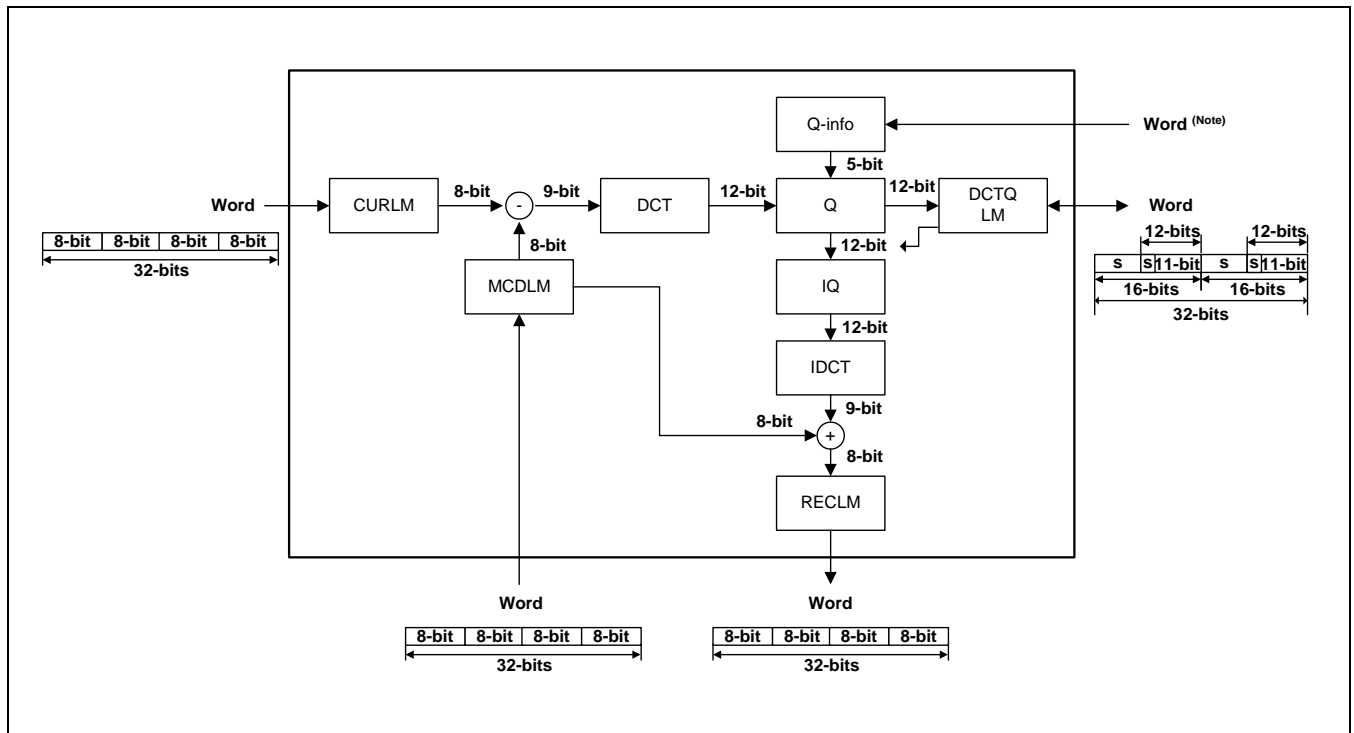 Q-info
Word (Note)
5-bit
Word
CURLM
8-bit
-
9-bit
DCT
12-bit
Q
12-bit
DCTQ
LM
Word
8-bit 8-bit 8-bit 8-bit
32-bits
8-bit
MCDLM
12-bit
12-bits 12-bits
s s 11-bit s s 11-bit
16-bits 16-bits
32-bits
IQ
12-bit
IDCT
9-bit
8-bit
+
8-bit
RECLM
Word
8-bit 8-bit 8-bit 8-bit
32-bits
Word
8-bit 8-bit 8-bit 8-bit
32-bits